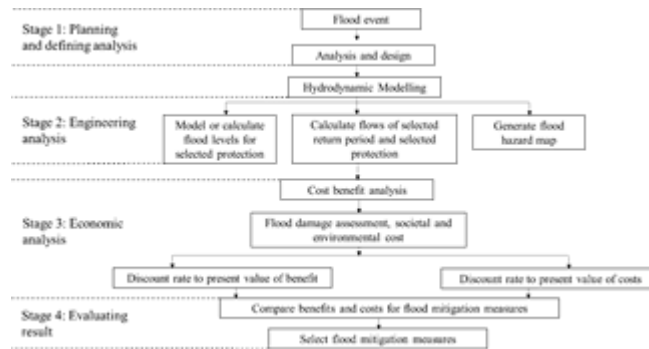 Stage 1: Planning
and defining analysis
Flood event
Analysis and design
Hydrodynamic Modelling
Stage 2: Engineering
analysis
Model or calculate
flood levels for
selected protection
Calculate flows of selected
return period and selected
protection
Generate flood
hazard map
Cost benefit analysis
Stage 3: Economic
analysis
Flood damage assessment, societal and
environmental cost
Discount rate to present value of benefit
Discount rate to present value of costs
Stage 4: Evaluating
result
Compare benefits and costs for flood mitigation measures
Select flood mitigation measures